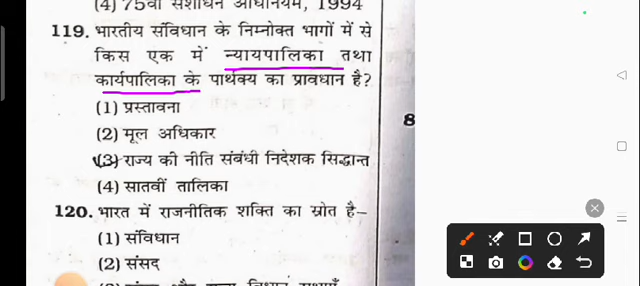 (4) 75वां संशोधन अधिनियम, 1994
119. भारतीय संविधान के निम्नोक्त भागों में से
किस एक में न्यायपालिका तथा
कार्यपालिका के पार्थक्य का प्रावधान है?
(1) प्रस्तावना
(2) मूल अधिकार
(3) राज्य की नीति संबंधी निदेशक सिद्धान्त
(4) सातवीं तालिका
120. भारत में राजनीतिक शक्ति का स्रोत है–
(1) संविधान
(2) संसद
8